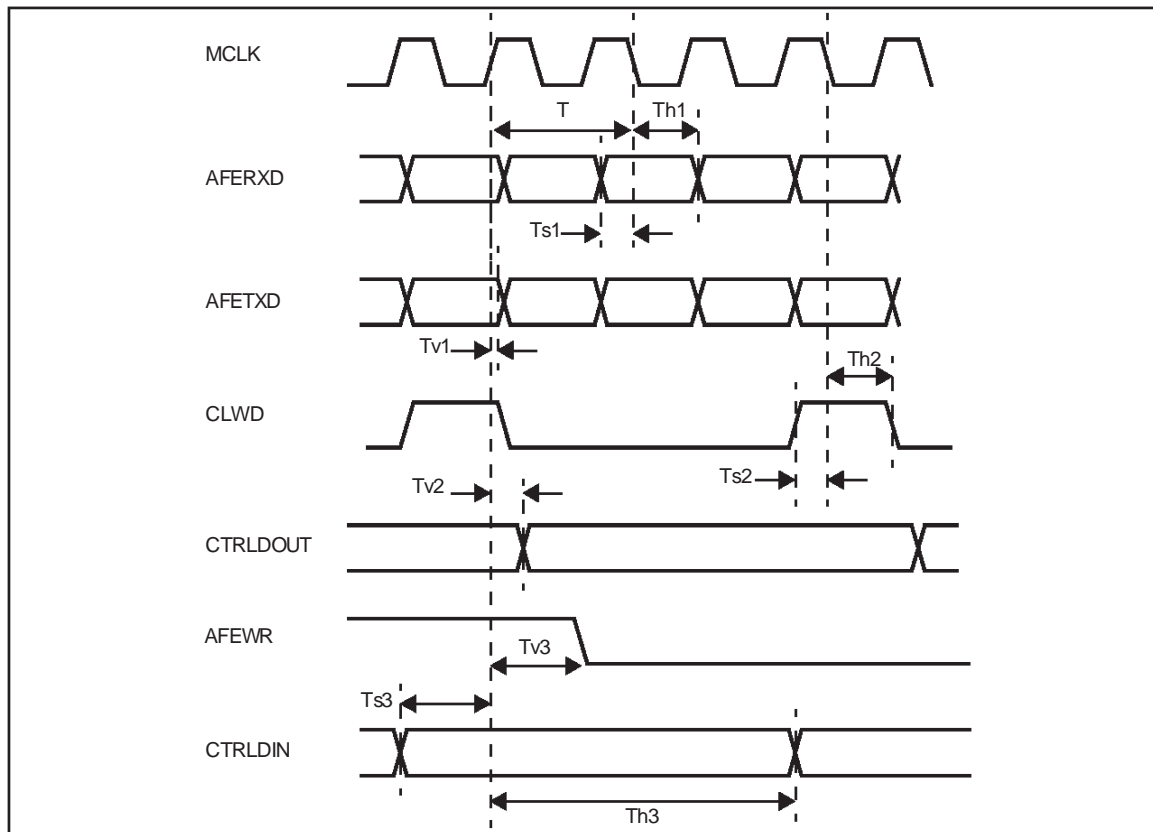 MCLK
T
Th1
AFERXD
Ts1
AFETXD
Tv1
Th2
CLWD
Tv2
Ts2
CTRLDOUT
AFEWR
Tv3
Ts3
CTRLDIN
Th3